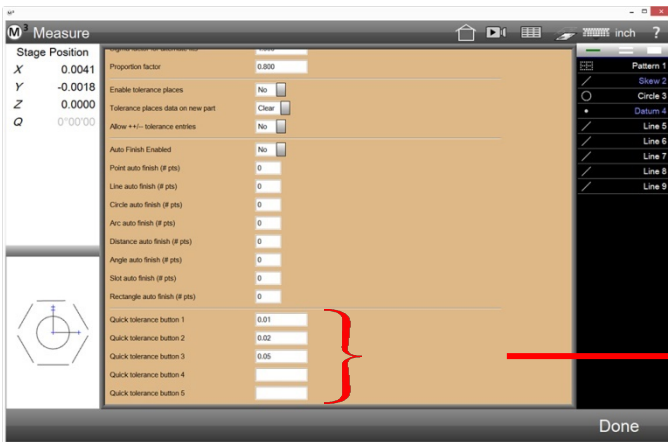 M³
M³ Measure
inch ?
Stage Position
X 0.0041
Y -0.0018
Z 0.0000
Q 0°00'00
Proportion factor 0.800
Enable tolerance places No
Tolerance places data on new part Clear
Allow ++/-- tolerance entries No
Auto Finish Enabled No
Point auto finish (# pts) 0
Line auto finish (# pts) 0
Circle auto finish (# pts) 0
Arc auto finish (# pts) 0
Distance auto finish (# pts) 0
Angle auto finish (# pts) 0
Slot auto finish (# pts) 0
Rectangle auto finish (# pts) 0
Quick tolerance button 1 0.01
Quick tolerance button 2 0.02
Quick tolerance button 3 0.05
Quick tolerance button 4
Quick tolerance button 5
Pattern 1
Skew 2
Circle 3
Datum 4
Line 5
Line 6
Line 7
Line 8
Line 9
Done